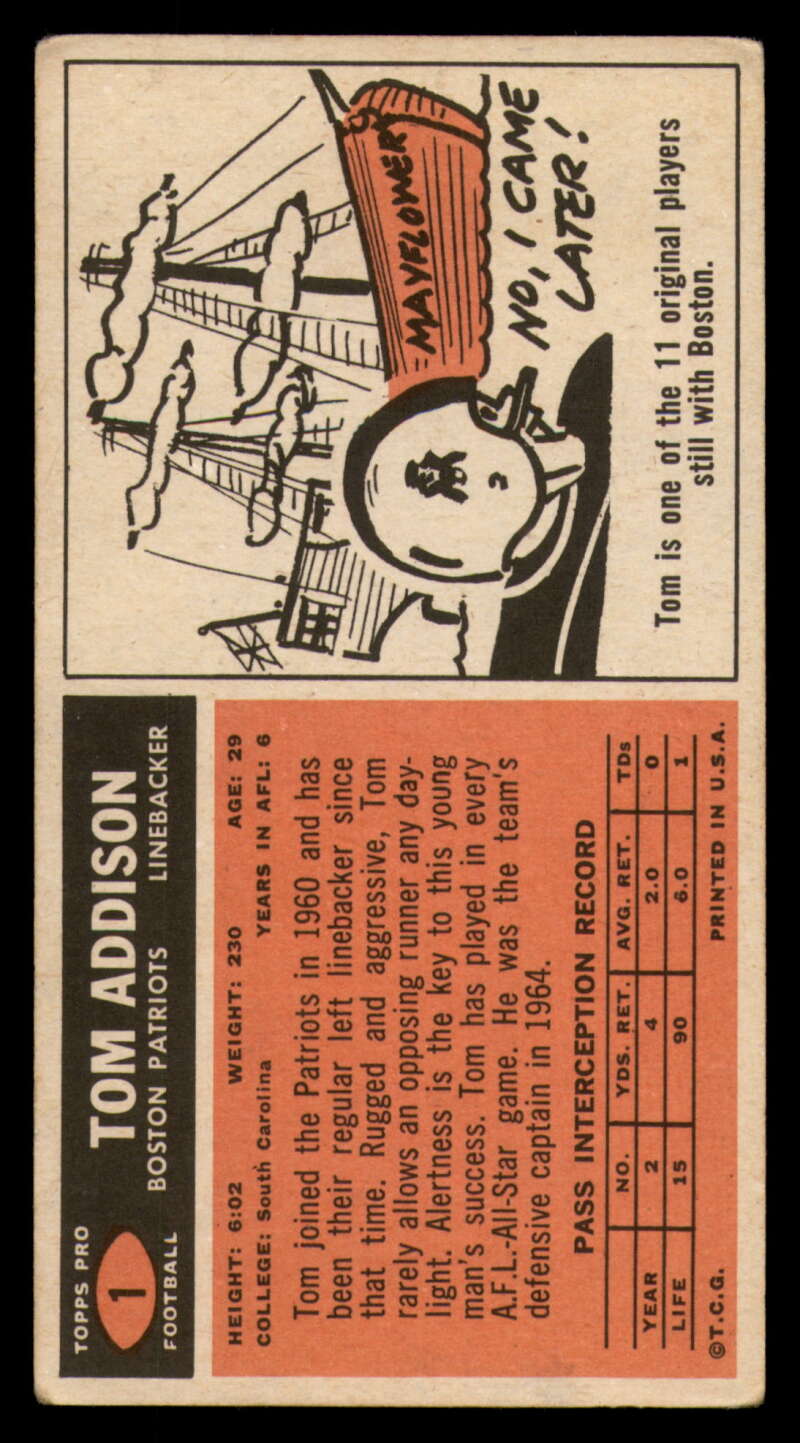 TOPPS PRO
1
FOOTBALL
TOM ADDISON
BOSTON PATRIOTS LINEBACKER
HEIGHT: 6:02 WEIGHT: 230 AGE: 29
COLLEGE: South Carolina YEARS IN AFL: 6
Tom joined the Patriots in 1960 and has
been their regular left linebacker since
that time. Rugged and aggressive, Tom
rarely allows an opposing runner any day-
light. Alertness is the key to this young
man's success. Tom has played in every
A.F.L.-All-Star game. He was the team's
defensive captain in 1964.
PASS INTERCEPTION RECORD
NO. YDS. RET. AVG. RET. TDs
YEAR 2 4 2.0 0
LIFE 15 90 6.0 1
©T.C.G. PRINTED IN U.S.A.
MAYFLOWER
NO, I CAME
LATER!
Tom is one of the 11 original players
still with Boston.